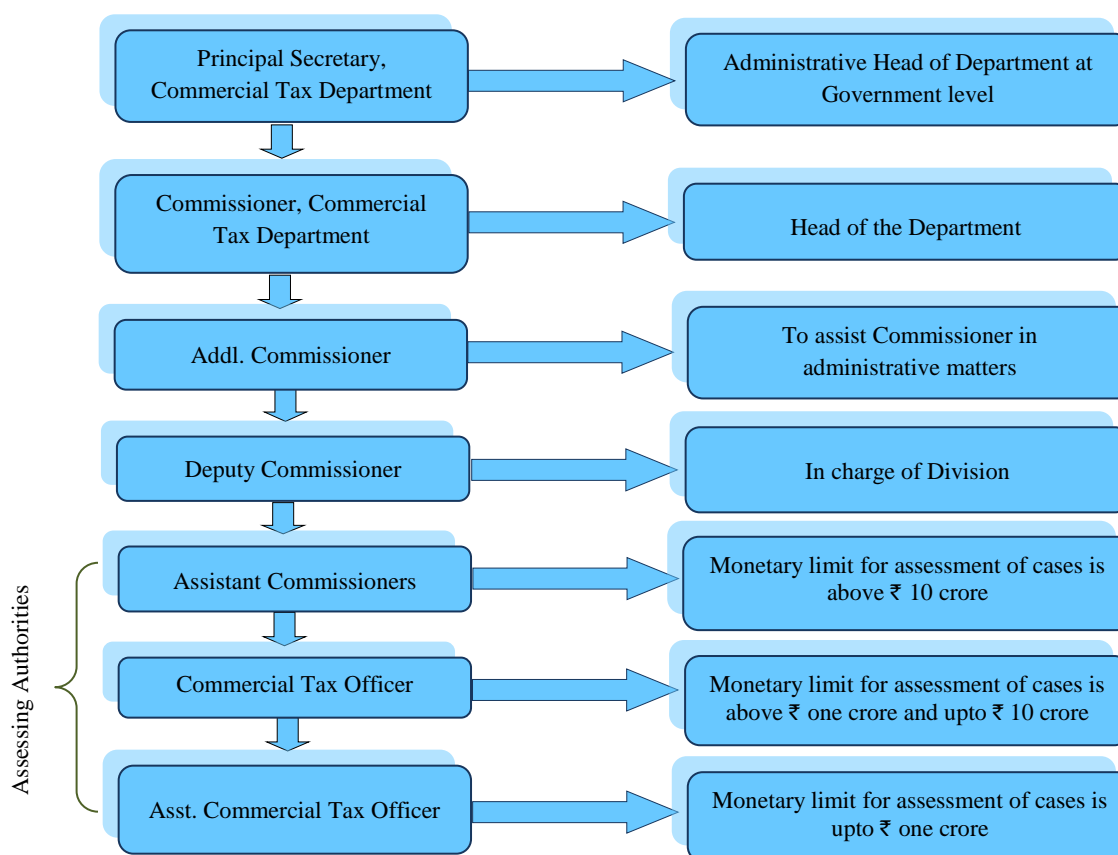 Principal Secretary,
Commercial Tax Department
Administrative Head of Department at
Government level
Commissioner, Commercial
Tax Department
Head of the Department
Addl. Commissioner
To assist Commissioner in
administrative matters
Deputy Commissioner
In charge of Division
Assessing Authorities
Assistant Commissioners
Monetary limit for assessment of cases is
above ₹ 10 crore
Commercial Tax Officer
Monetary limit for assessment of cases is
above ₹ one crore and upto ₹ 10 crore
Asst. Commercial Tax Officer
Monetary limit for assessment of cases is
upto ₹ one crore